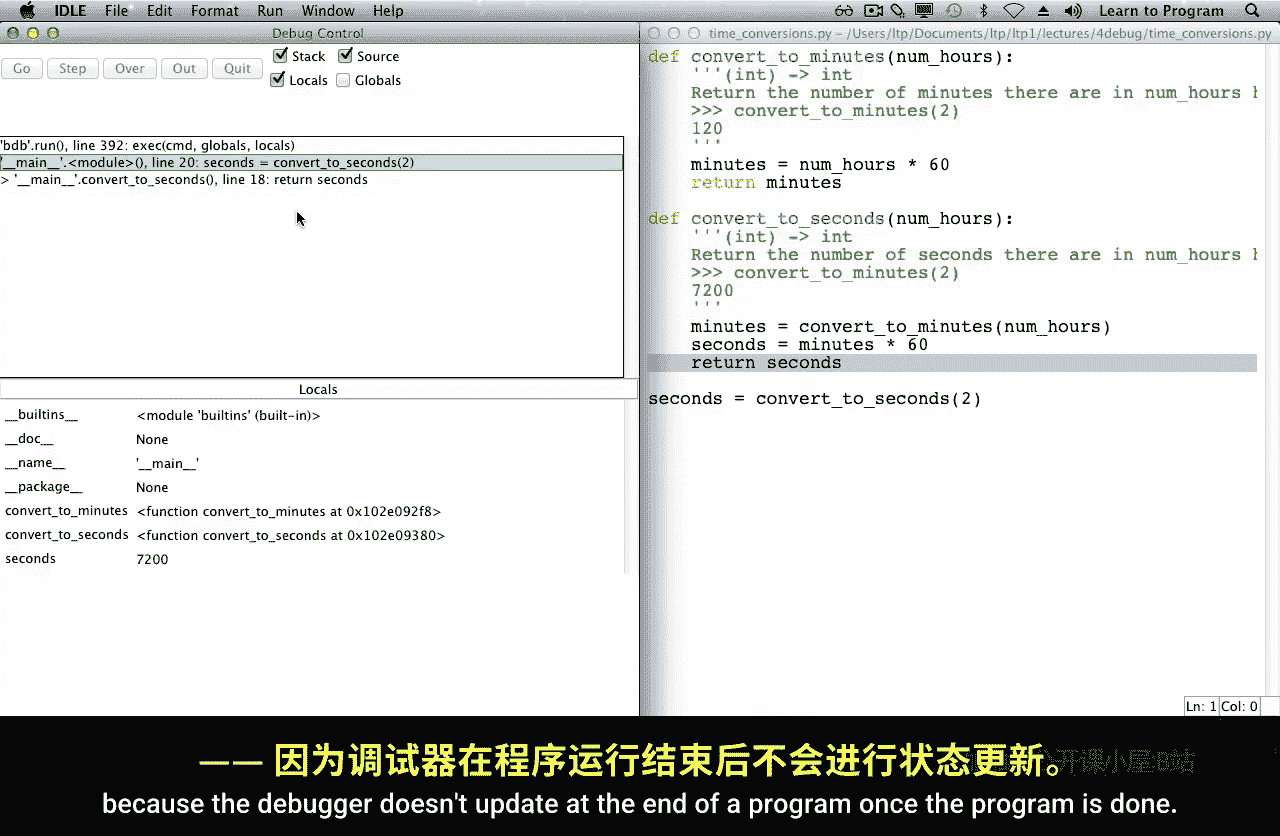 IDLE File Edit Format Run Window Help Learn to Program
Debug Control
Go Step Over Out Quit Stack Source
Locals Globals
'bdb'.run(), line 392: exec(cmd, globals, locals)
'__main__'.<module>(), line 20: seconds = convert_to_seconds(2)
> '__main__'.convert_to_seconds(), line 18: return seconds
Locals
__builtins__ <module 'builtins' (built-in)>
__doc__ None
__name__ '__main__'
__package__ None
convert_to_minutes <function convert_to_minutes at 0x102e092f8>
convert_to_seconds <function convert_to_seconds at 0x102e09380>
seconds 7200
time_conversions.py – /Users/ltp/Documents/ltp/ltp1/lectures/4debug/time_conversions.py
def convert_to_minutes(num_hours):
'''(int) -> int
Return the number of minutes there are in num_hours
>>> convert_to_minutes(2)
120
'''
minutes = num_hours * 60
return minutes
def convert_to_seconds(num_hours):
'''(int) -> int
Return the number of seconds there are in num_hours
>>> convert_to_minutes(2)
7200
'''
minutes = convert_to_minutes(num_hours)
seconds = minutes * 60
return seconds
seconds = convert_to_seconds(2)
Ln: 1 Col: 0
—— 因为调试器在程序运行结束后不会进行状态更新。
开课小屋:B站
because the debugger doesn't update at the end of a program once the program is done.